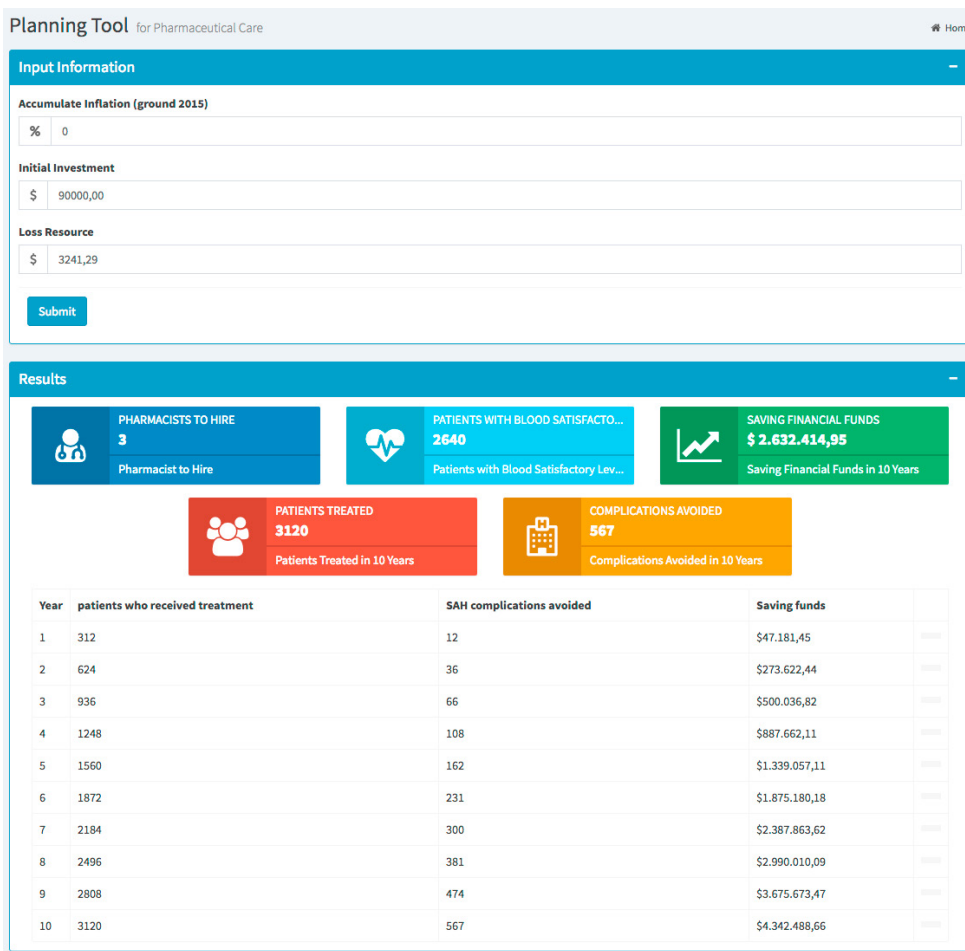 Planning Tool for Pharmaceutical Care
Hom
Input Information
Accumulate Inflation (ground 2015)
% 0
Initial Investment
$ 90000,00
Loss Resource
$ 3241,29
Submit
Results
PHARMACISTS TO HIRE
3
Pharmacist to Hire
PATIENTS WITH BLOOD SATISFACTO...
2640
Patients with Blood Satisfactory Lev...
SAVING FINANCIAL FUNDS
$ 2.632.414,95
Saving Financial Funds in 10 Years
PATIENTS TREATED
3120
Patients Treated in 10 Years
H
COMPLICATIONS AVOIDED
567
Complications Avoided in 10 Years
Year patients who received treatment SAH complications avoided Saving funds
1 312 12 $47.181,45
2 624 36 $273.622,44
3 936 66 $500.036,82
4 1248 108 $887.662,11
5 1560 162 $1.339.057,11
6 1872 231 $1.875.180,18
7 2184 300 $2.387.863,62
8 2496 381 $2.990.010,09
9 2808 474 $3.675.673,47
10 3120 567 $4.342.488,66